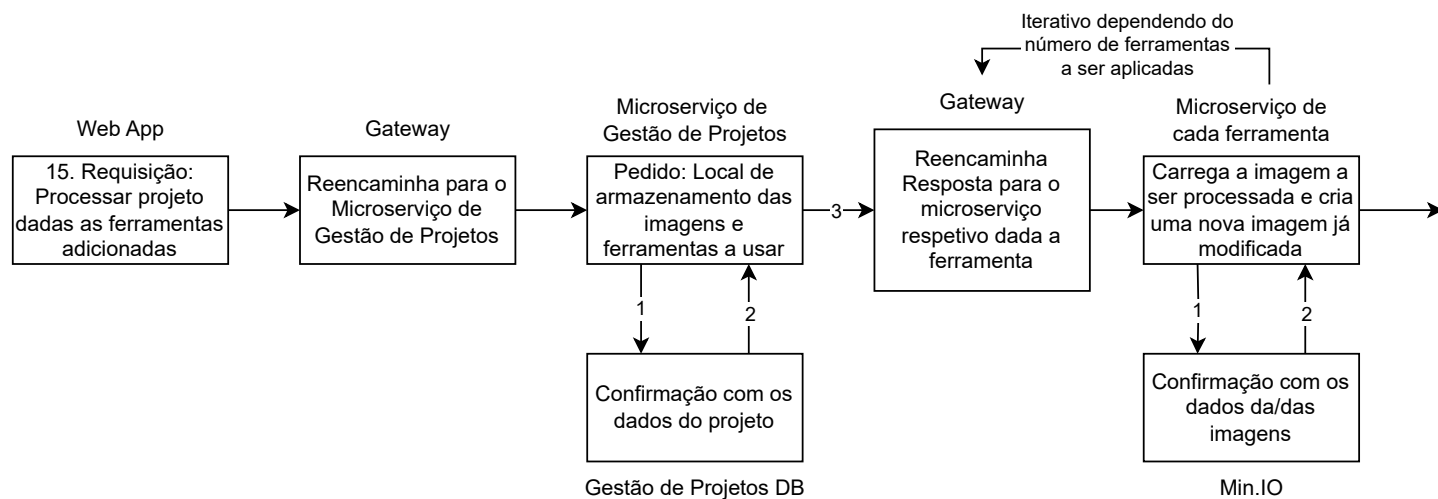 Iterativo dependendo do
número de ferramentas
a ser aplicadas
Web App
Gateway
Microserviço de
Gestão de Projetos
Gateway
Microserviço de
cada ferramenta
15. Requisição:
Processar projeto
dadas as ferramentas
adicionadas
Reencaminha para o
Microserviço de
Gestão de Projetos
Pedido: Local de
armazenamento das
imagens e
ferramentas a usar
3
Reencaminha
Resposta para o
microserviço
respetivo dada a
ferramenta
Carrega a imagem a
ser processada e cria
uma nova imagem já
modificada
1
2
1
2
Confirmação com os
dados do projeto
Confirmação com os
dados da/das
imagens
Gestão de Projetos DB
Min.IO